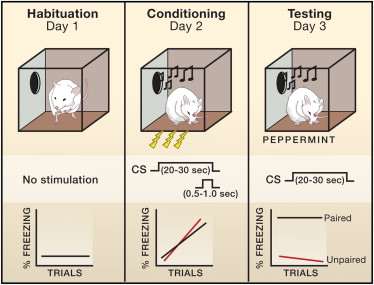 Habituation
Day 1
Conditioning
Day 2
Testing
Day 3
PEPPERMINT
No stimulation
CS
(20-30 sec)
(0.5-1.0 sec)
CS
(20-30 sec)
% FREEZING
TRIALS
% FREEZING
TRIALS
% FREEZING
Paired
Unpaired
TRIALS